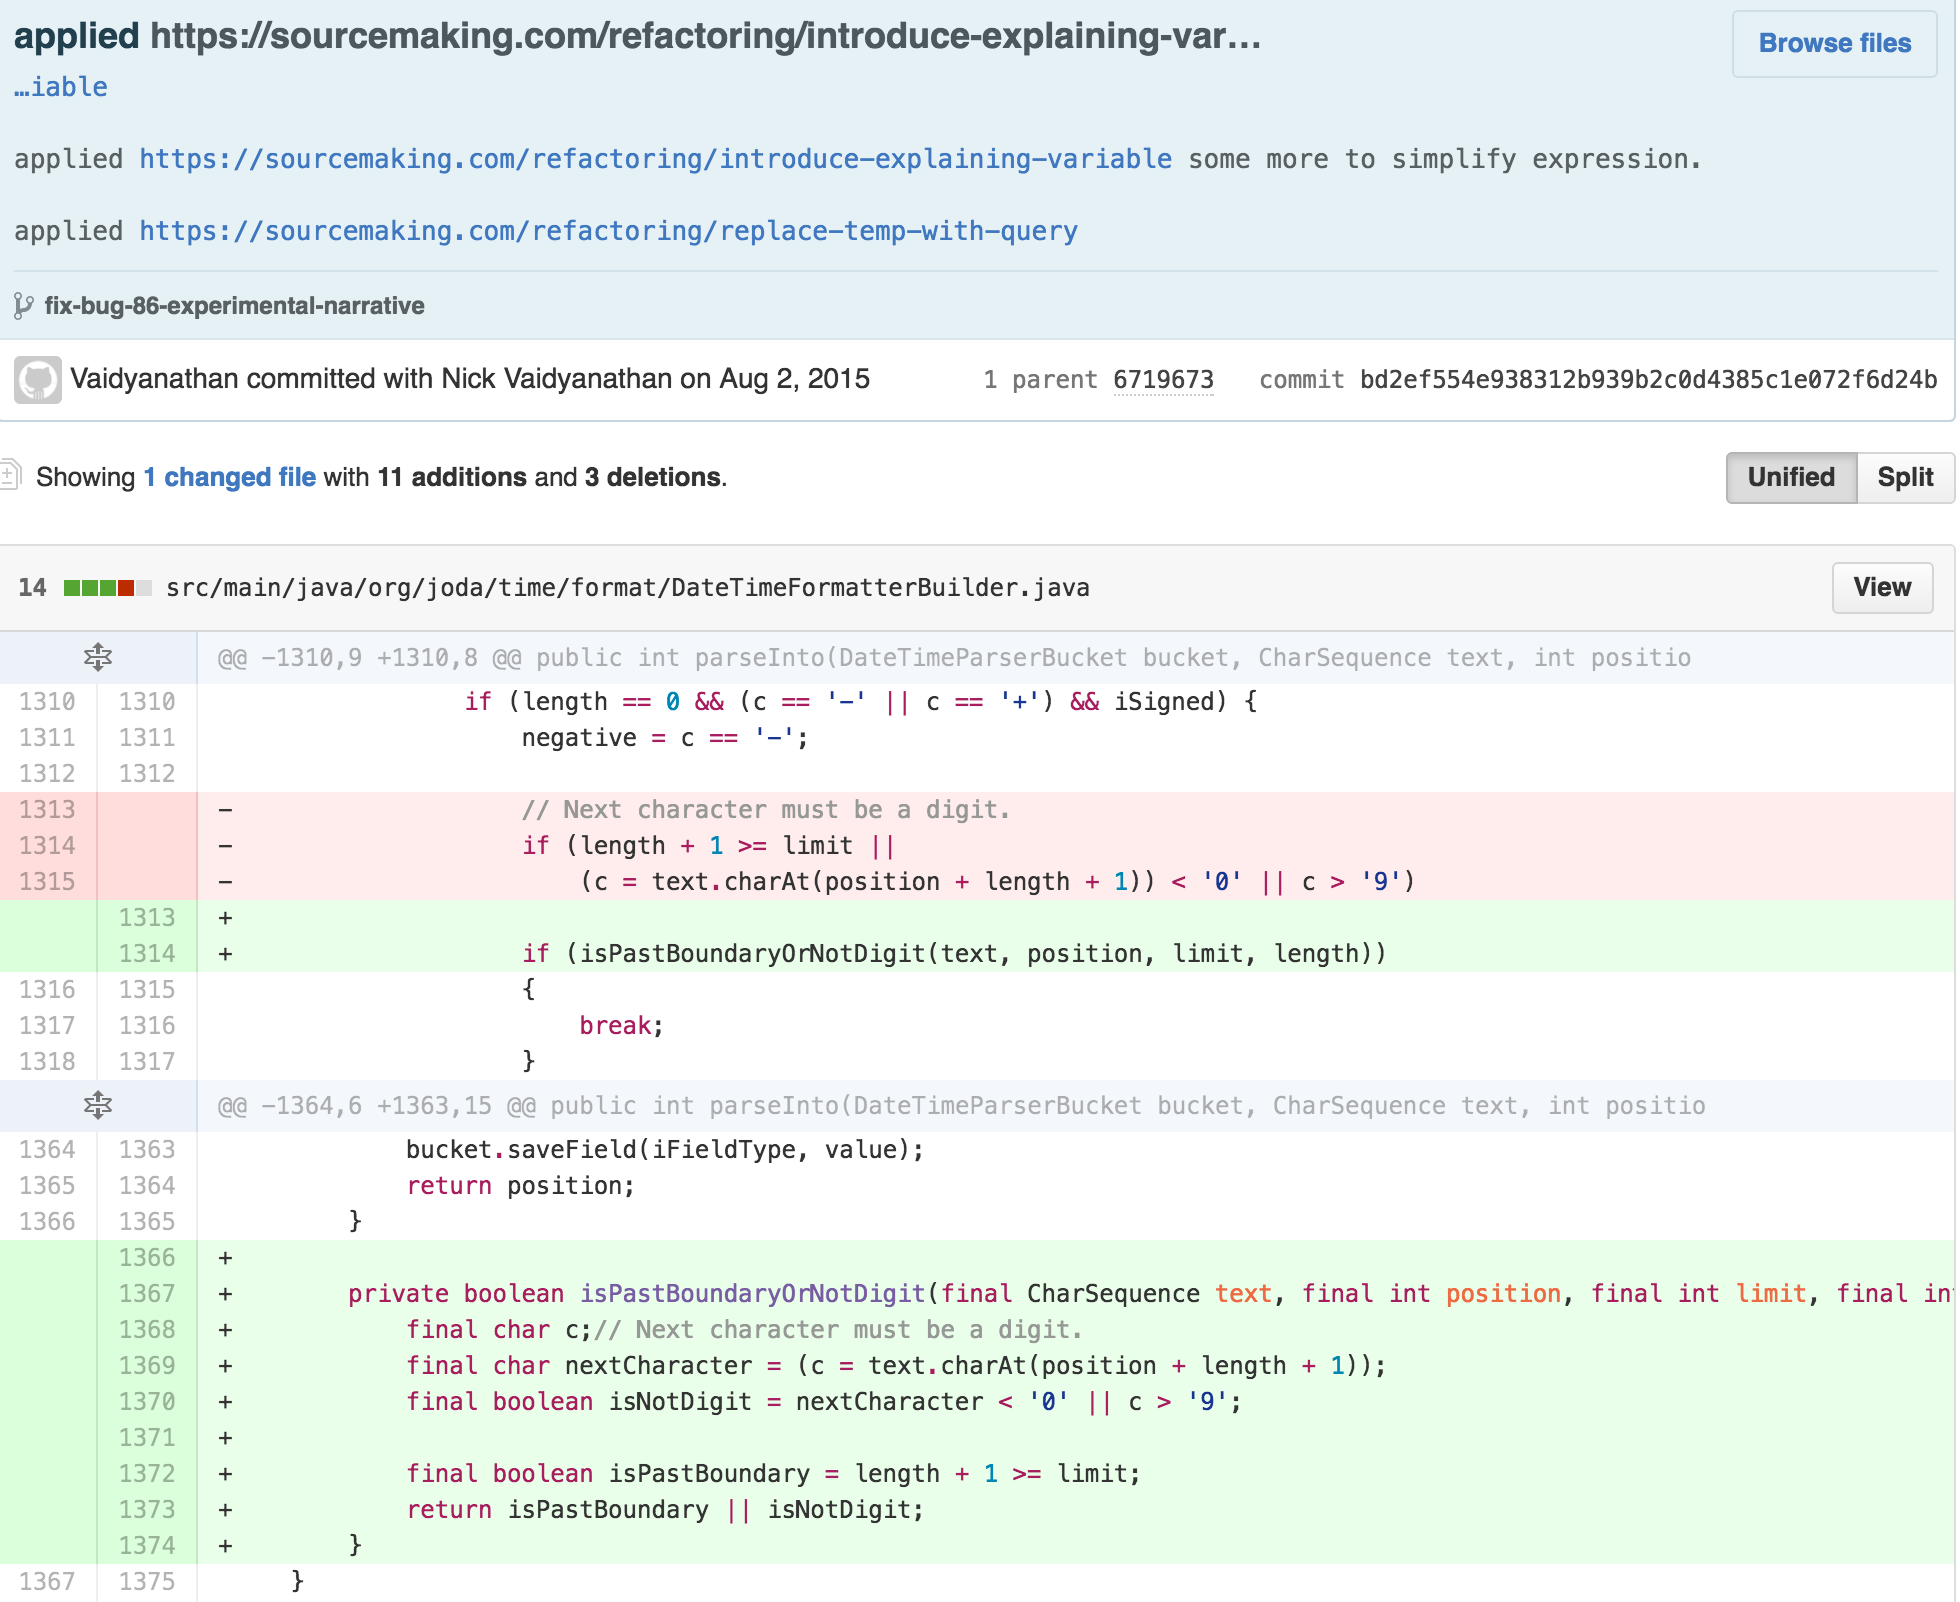 applied https://sourcemaking.com/refactoring/introduce-explaining-var…
Browse files
…iable
applied https://sourcemaking.com/refactoring/introduce-explaining-variable some more to simplify expression.
applied https://sourcemaking.com/refactoring/replace-temp-with-query
fix-bug-86-experimental-narrative
Vaidyanathan committed with Nick Vaidyanathan on Aug 2, 2015 1 parent 6719673 commit bd2ef554e938312b939b2c0d4385c1e072f6d24b
Showing 1 changed file with 11 additions and 3 deletions. Unified Split
14 src/main/java/org/joda/time/format/DateTimeFormatterBuilder.java View
@@ -1310,9 +1310,8 @@ public int parseInto(DateTimeParserBucket bucket, CharSequence text, int positio
1310 1310 if (length == 0 && (c == '-' || c == '+') && iSigned) {
1311 1311 negative = c == '-';
1312 1312
1313 - // Next character must be a digit.
1314 - if (length + 1 >= limit ||
1315 - (c = text.charAt(position + length + 1)) < '0' || c > '9')
1313 +
1314 + if (isPastBoundaryOrNotDigit(text, position, limit, length))
1316 1315 {
1317 1316 break;
1318 1317 }
@@ -1364,6 +1363,15 @@ public int parseInto(DateTimeParserBucket bucket, CharSequence text, int positio
1364 1363 bucket.saveField(iFieldType, value);
1365 1364 return position;
1366 1365 }
1366 +
1367 + private boolean isPastBoundaryOrNotDigit(final CharSequence text, final int position, final int limit, final in
1368 + final char c;// Next character must be a digit.
1369 + final char nextCharacter = (c = text.charAt(position + length + 1));
1370 + final boolean isNotDigit = nextCharacter < '0' || c > '9';
1371 +
1372 + final boolean isPastBoundary = length + 1 >= limit;
1373 + return isPastBoundary || isNotDigit;
1374 + }
1367 1375 }